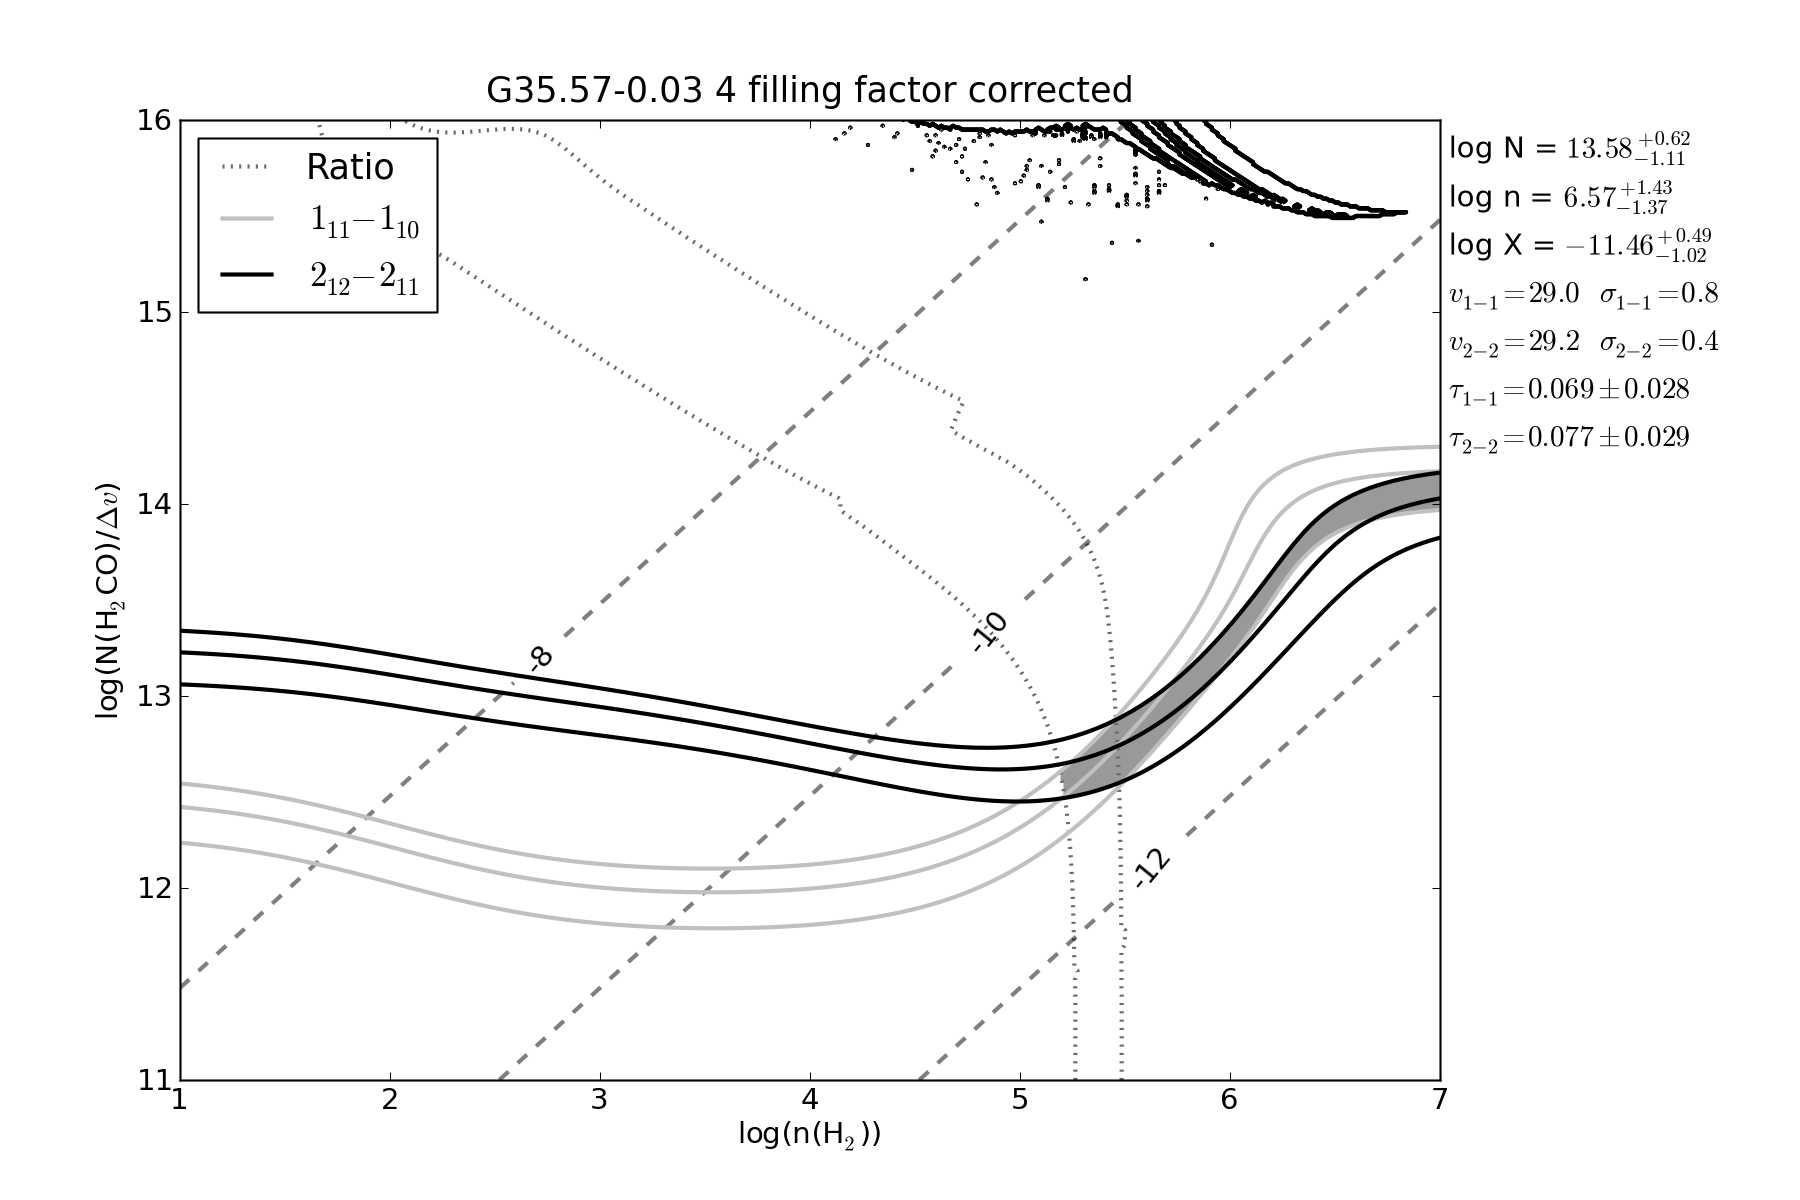 G35.57-0.03 4 filling factor corrected
16
15
14
13
12
11
log(N(H₂CO)/Δv)
Ratio
1₁₁−1₁₀
2₁₂−2₁₁
-8
-10
-12
1 2 3 4 5 6 7
log(n(H₂))
log N = 13.58 +0.62 −1.11
log n = 6.57 +1.43 −1.37
log X = −11.46 +0.49 −1.02
v₁₋₁=29.0 σ₁₋₁=0.8
v₂₋₂=29.2 σ₂₋₂=0.4
τ₁₋₁=0.069±0.028
τ₂₋₂=0.077±0.029